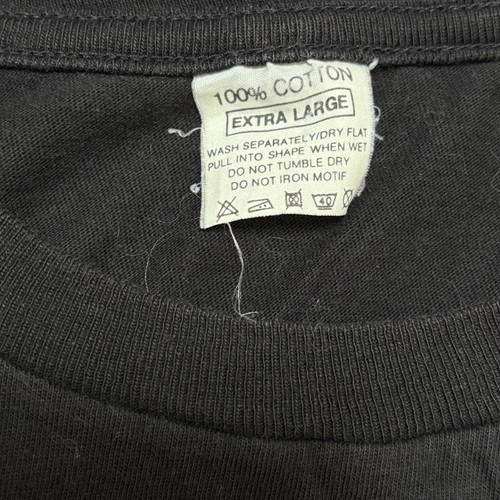 100% COTTON
EXTRA LARGE
WASH SEPARATELY/DRY FLAT
PULL INTO SHAPE WHEN WET
DO NOT TUMBLE DRY
DO NOT IRON MOTIF
40